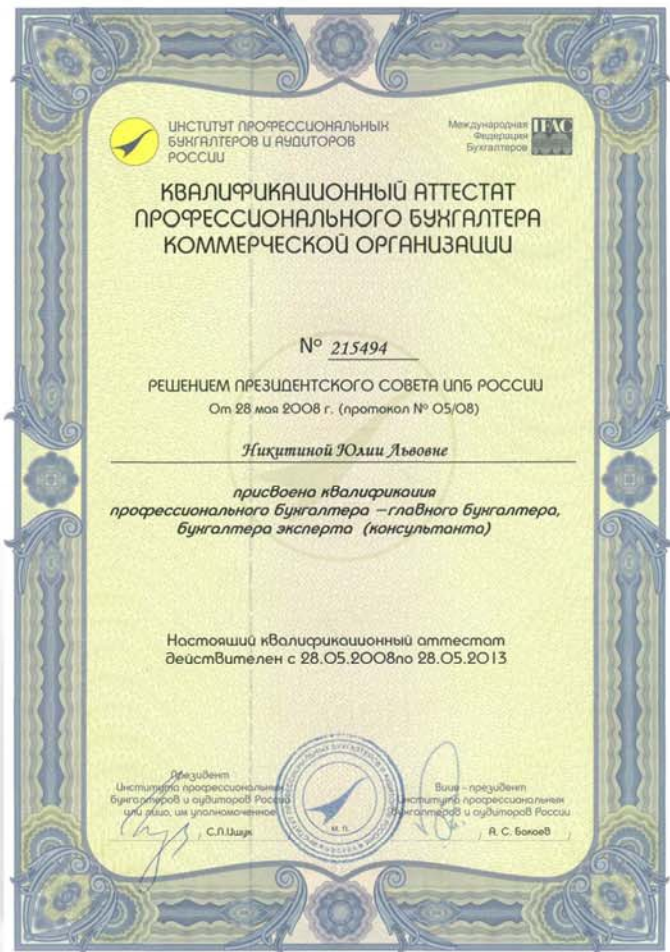 ИНСТИТУТ ПРОФЕССИОНАЛЬНЫХ
БУХГАЛТЕРОВ И АУДИТОРОВ
РОССИИ
Международная
Федерация
Бухгалтеров
IFAC
КВАЛИФИКАЦИОННЫЙ АТТЕСТАТ
ПРОФЕССИОНАЛЬНОГО БУХГАЛТЕРА
КОММЕРЧЕСКОЙ ОРГАНИЗАЦИИ
№ 215494
РЕШЕНИЕМ ПРЕЗИДЕНТСКОГО СОВЕТА ИПБ РОССИИ
От 28 мая 2008 г. (протокол № 05/08)
Никитиной Юлии Львовне
присвоена квалификация
профессионального бухгалтера – главного бухгалтера,
бухгалтера эксперта (консультанта)
Настоящий квалификационный аттестат
действителен с 28.05.2008по 28.05.2013
Президент
Института профессиональных
бухгалтеров и аудиторов России
или лицо, им уполномоченное
С.П.Ищук
М. П.
Вице – президент
Института профессиональных
бухгалтеров и аудиторов России
А. С. Бакаев